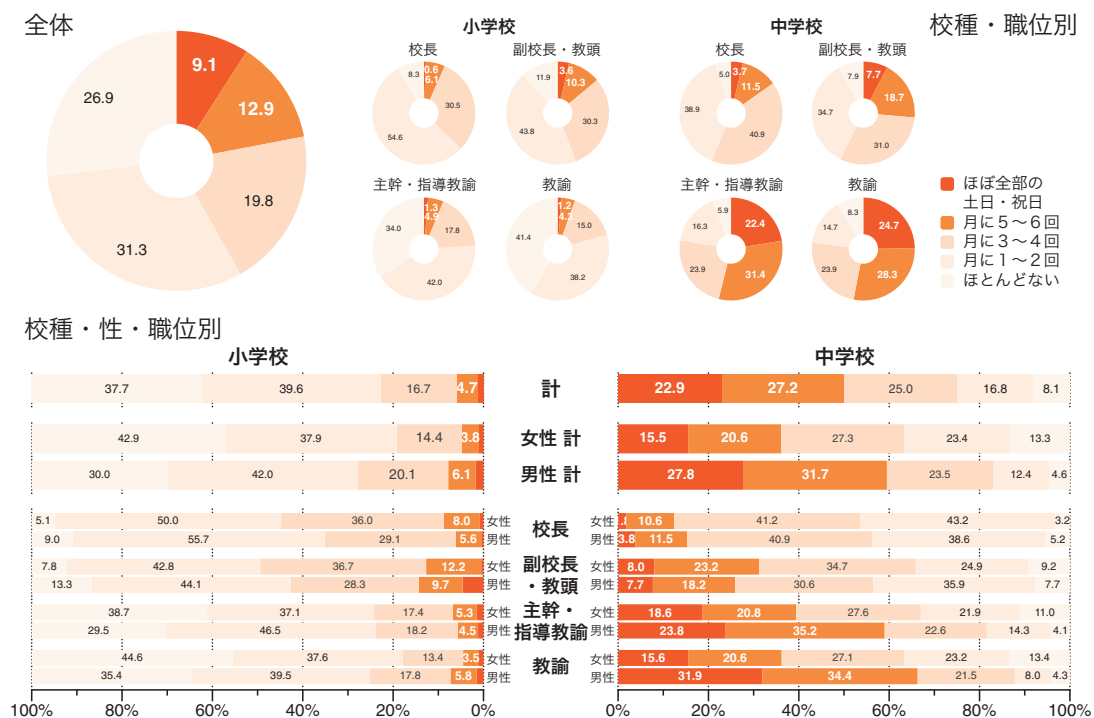 全体
9.1
12.9
19.8
31.3
26.9
校種・職位別
小学校
校長
0.6
6.1
30.5
54.6
8.3
副校長・教頭
3.6
10.3
30.3
43.8
11.9
主幹・指導教諭
1.3
4.9
17.8
42.0
34.0
教諭
1.2
4.3
15.0
38.2
41.4
中学校
校長
3.7
11.5
40.9
38.9
5.0
副校長・教頭
7.7
18.7
31.0
34.7
7.9
主幹・指導教諭
22.4
31.4
23.9
16.3
5.9
教諭
24.7
28.3
23.9
14.7
8.3
ほぼ全部の
土日・祝日
月に5〜6回
月に3〜4回
月に1〜2回
ほとんどない
校種・性・職位別
小学校 中学校
37.7 39.6 16.7 4.7 計 22.9 27.2 25.0 16.8 8.1
42.9 37.9 14.4 3.8 女性 計 15.5 20.6 27.3 23.4 13.3
30.0 42.0 20.1 6.1 男性 計 27.8 31.7 23.5 12.4 4.6
校長
5.1 50.0 36.0 8.0 女性 女性 10.6 41.2 43.2 3.2
9.0 55.7 29.1 5.6 男性 男性 3.8 11.5 40.9 38.6 5.2
副校長
・教頭
7.8 42.8 36.7 12.2 女性 女性 8.0 23.2 34.7 24.9 9.2
13.3 44.1 28.3 9.7 男性 男性 7.7 18.2 30.6 35.9 7.7
主幹・
指導教諭
38.7 37.1 17.4 5.3 女性 女性 18.6 20.8 27.6 21.9 11.0
29.5 46.5 18.2 4.5 男性 男性 23.8 35.2 22.6 14.3 4.1
教諭
44.6 37.6 13.4 3.5 女性 女性 15.6 20.6 27.1 23.2 13.4
35.4 39.5 17.8 5.8 男性 男性 31.9 34.4 21.5 8.0 4.3
100% 80% 60% 40% 20% 0% 0% 20% 40% 60% 80% 100%